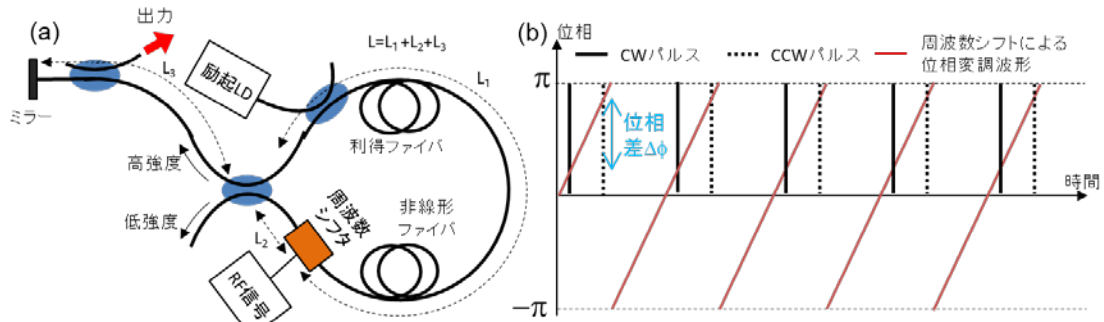 (a)
出力
L₃
ミラー
励起LD
L=L₁+L₂+L₃
L₁
利得ファイバ
高強度
低強度
L₂
周波数
シフタ
RF信号
非線形
ファイバ
(b)
位相
CWパルス
CCWパルス
周波数シフトによる
位相変調波形
π
位相
差Δϕ
時間
−π